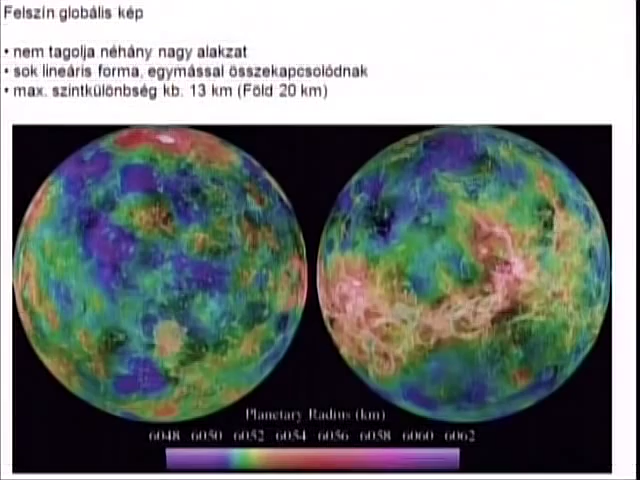 Felszín globális kép
• nem tagolja néhány nagy alakzat
• sok lineáris forma, egymással összekapcsolódnak
• max. szintkülönbség kb. 13 km (Föld 20 km)
Planetary Radius (km)
6048 6050 6052 6054 6056 6058 6060 6062